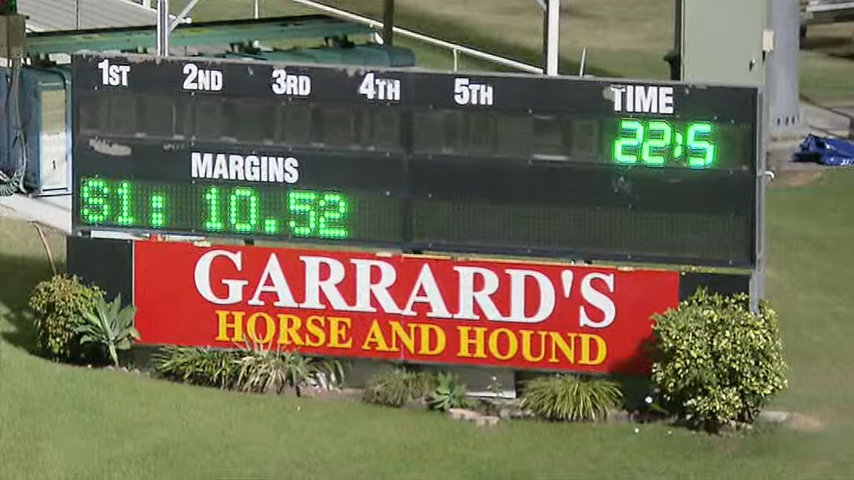 1ST 2ND 3RD 4TH 5TH TIME
22:5
MARGINS
S1: 10.52
GARRARD'S
HORSE AND HOUND